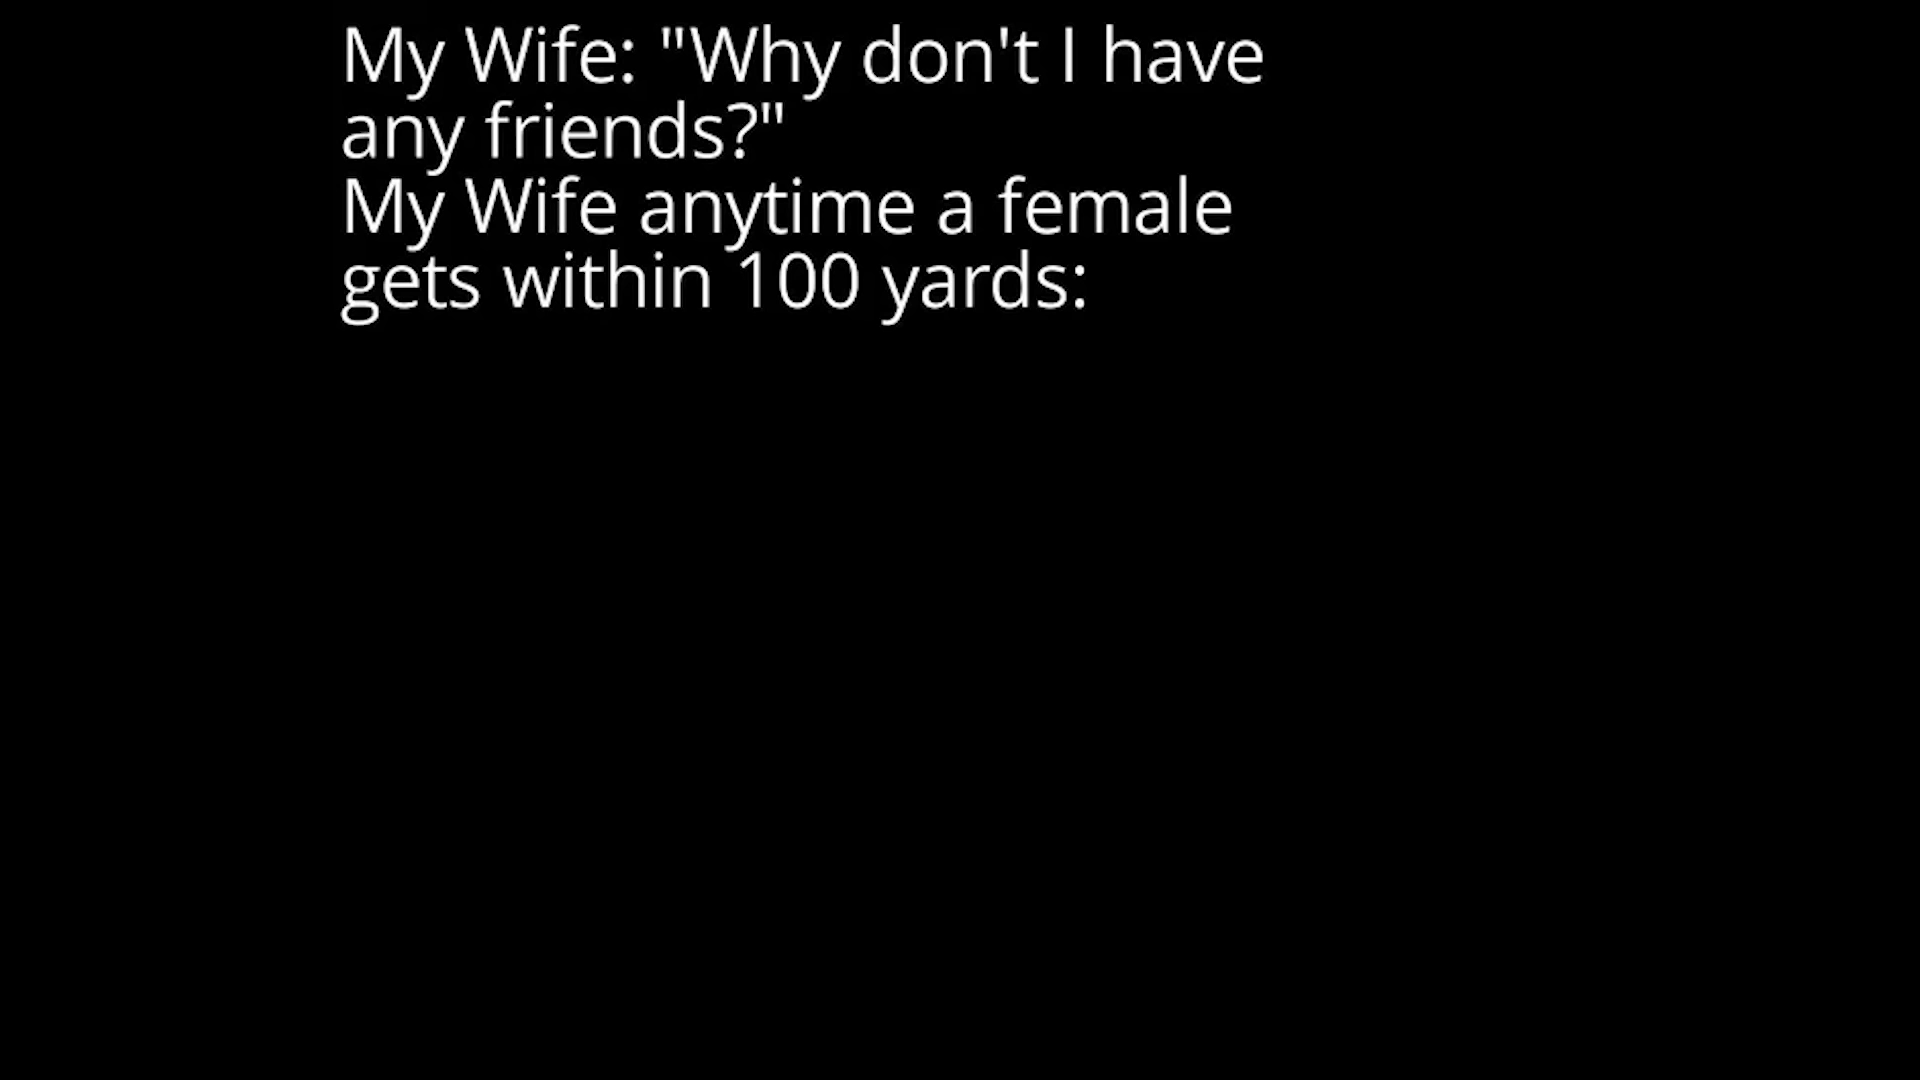 My Wife: "Why don't I have
any friends?"
My Wife anytime a female
gets within 100 yards: